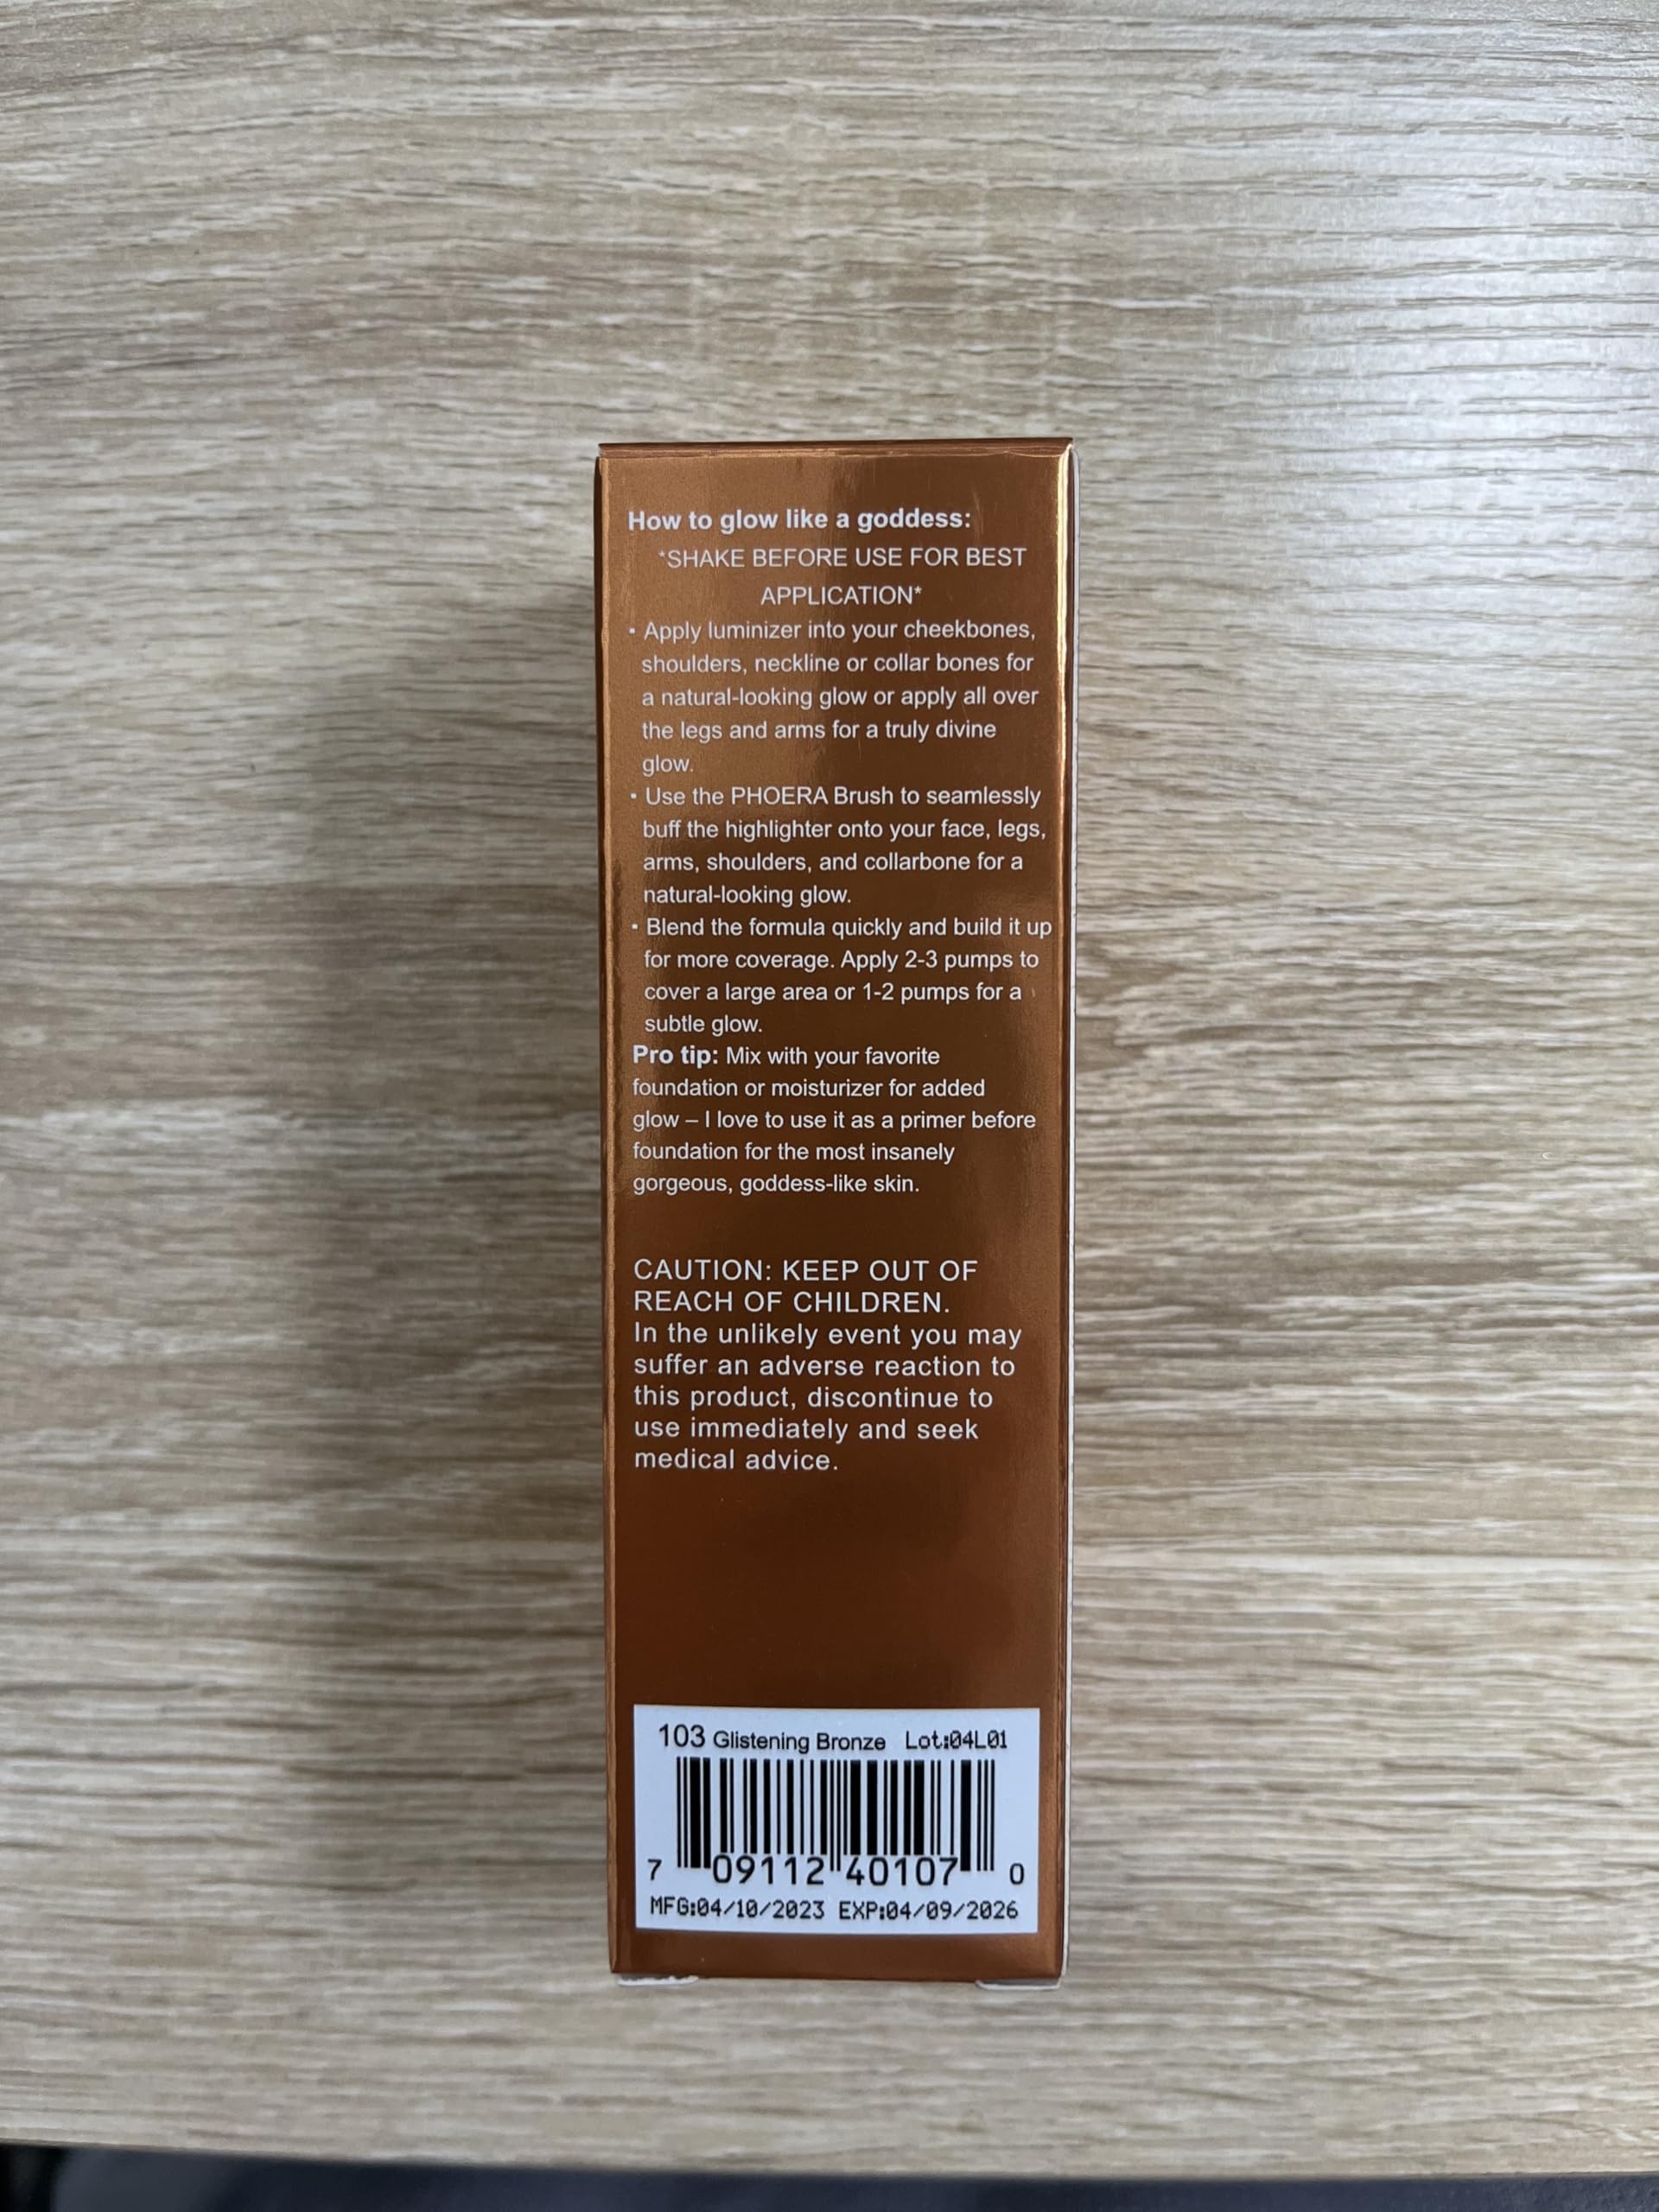 How to glow like a goddess:
*SHAKE BEFORE USE FOR BEST
APPLICATION*
• Apply luminizer into your cheekbones,
shoulders, neckline or collar bones for
a natural-looking glow or apply all over
the legs and arms for a truly divine
glow.
• Use the PHOERA Brush to seamlessly
buff the highlighter onto your face, legs,
arms, shoulders, and collarbone for a
natural-looking glow.
• Blend the formula quickly and build it up
for more coverage. Apply 2-3 pumps to
cover a large area or 1-2 pumps for a
subtle glow.
Pro tip: Mix with your favorite
foundation or moisturizer for added
glow – I love to use it as a primer before
foundation for the most insanely
gorgeous, goddess-like skin.
CAUTION: KEEP OUT OF
REACH OF CHILDREN.
In the unlikely event you may
suffer an adverse reaction to
this product, discontinue to
use immediately and seek
medical advice.
103 Glistening Bronze Lot:04L01
7 09112 40107 0
MFG:04/10/2023 EXP:04/09/2026